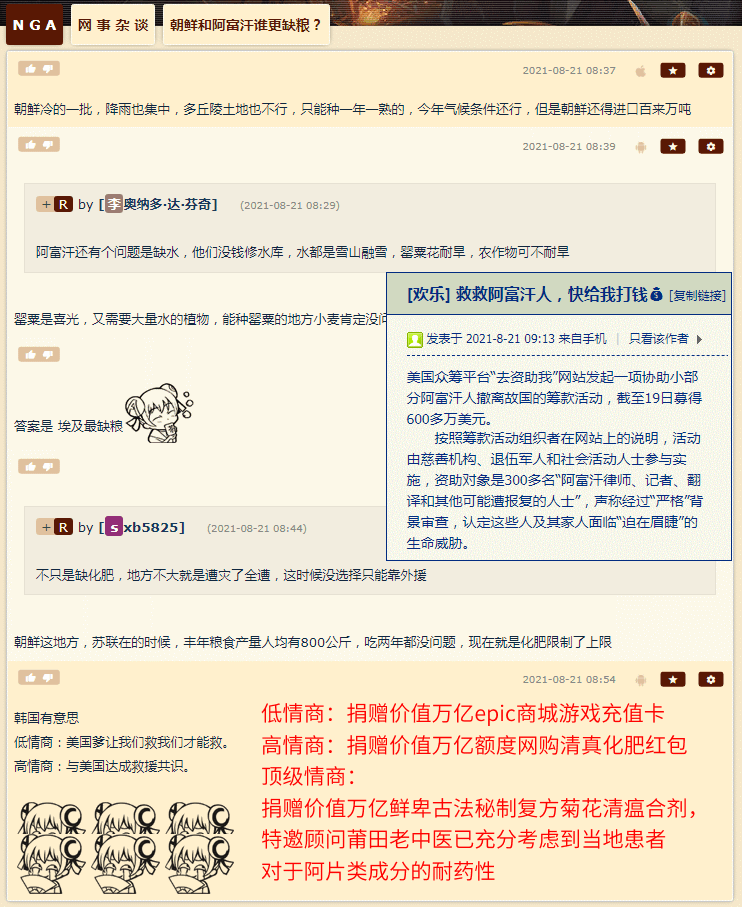 NGA 网事杂谈 朝鲜和阿富汗谁更缺粮？
2021-08-21 08:37
朝鲜冷的一批，降雨也集中，多丘陵土地也不行，只能种一年一熟的，今年气候条件还行，但是朝鲜还得进口百来万吨
2021-08-21 08:39
+ R by [李奥纳多·达·芬奇] (2021-08-21 08:29)
阿富汗还有个问题是缺水，他们没钱修水库，水都是雪山融雪，罂粟花耐旱，农作物可不耐旱
罂粟是喜光，又需要大量水的植物，能种罂粟的地方小麦肯定没问
答案是 埃及最缺粮
[欢乐] 救救阿富汗人，快给我打钱 [复制链接]
发表于 2021-8-21 09:13 来自手机 | 只看该作者
美国众筹平台“去资助我”网站发起一项协助小部
分阿富汗人撤离故国的筹款活动，截至19日募得
600多万美元。
按照筹款活动组织者在网站上的说明，活动
由慈善机构、退伍军人和社会活动人士参与实
施，资助对象是300多名“阿富汗律师、记者、翻
译和其他可能遭报复的人士”，声称经过“严格”背
景审查，认定这些人及其家人面临“迫在眉睫”的
生命威胁。
+ R by [sxb5825] (2021-08-21 08:44)
不只是缺化肥，地方不大就是遭灾了全遭，这时候没选择只能靠外援
朝鲜这地方，苏联在的时候，丰年粮食产量人均有800公斤，吃两年都没问题，现在就是化肥限制了上限
2021-08-21 08:54
韩国有意思
低情商：美国爹让我们救我们才能救。
高情商：与美国达成救援共识。
低情商：捐赠价值万亿epic商城游戏充值卡
高情商：捐赠价值万亿额度网购清真化肥红包
顶级情商：
捐赠价值万亿鲜卑古法秘制复方菊花清瘟合剂，
特邀顾问莆田老中医已充分考虑到当地患者
对于阿片类成分的耐药性